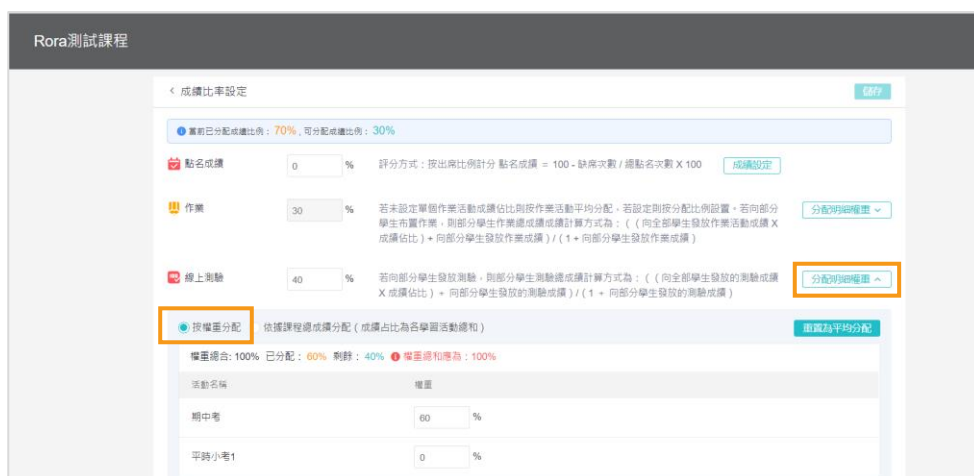 Rora測試課程
< 成績比率設定
當前已分配成績比例：70%，可分配成績比例：30%
點名成績 0 % 評分方式：按出席比例計分 點名成績 = 100 - 缺席次數 / 總點名次數 X 100 成績設定
作業 30 % 若未設定單個作業活動成績佔比則按作業活動平均分配，若設定則按分配比例設置。若向部分 分配明細權重
學生布置作業，則部分學生作業總成績成績計算方式為：( ( 向全部學生發放作業活動成績 X
成績佔比 ) + 向部分學生發放作業成績 ) / ( 1 + 向部分學生發放作業成績 )
線上測驗 40 % 若向部分學生發放測驗，則部分學生測驗總成績計算方式為：( ( 向全部學生發放的測驗成績 分配明細權重
X 成績佔比 ) + 向部分學生發放的測驗成績 ) / ( 1 + 向部分學生發放的測驗成績 )
按權重分配 依據課程總成績分配 ( 成績占比為各學習活動總和 ) 重置為平均分配
權重總合: 100% 已分配： 60% 剩餘： 40% 權重總和應為：100%
活動名稱 權重
期中考 60 %
平時小考1 0 %